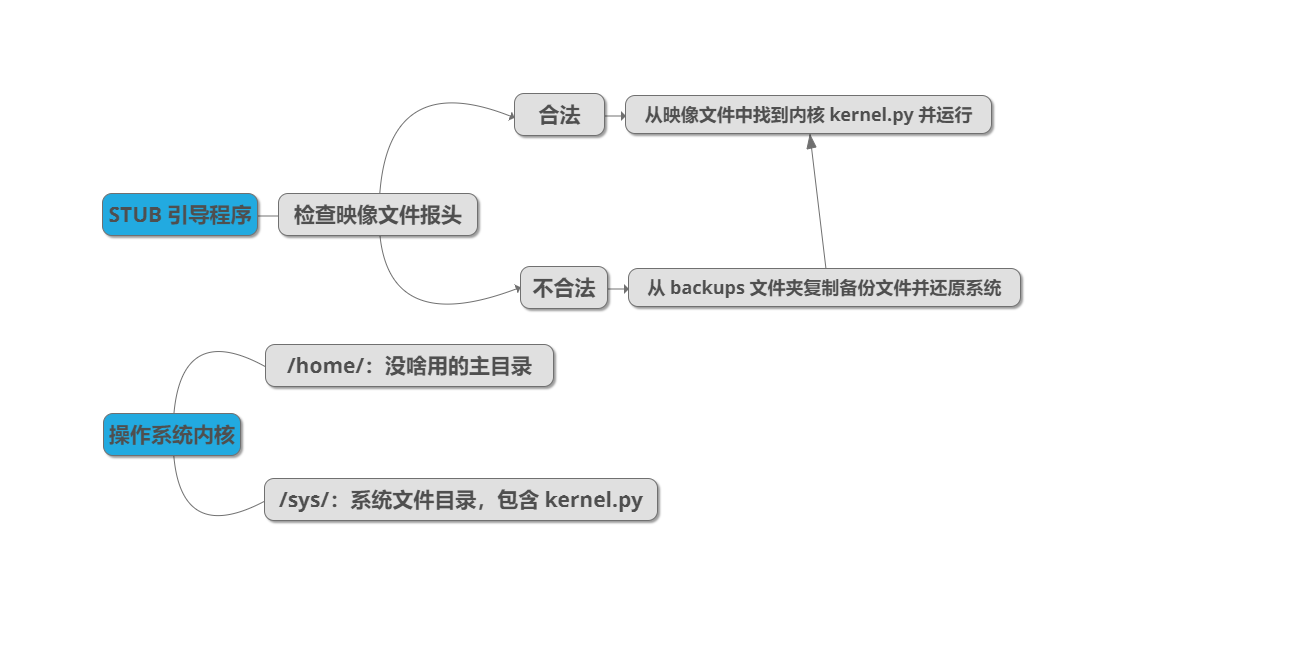 合法
从映像文件中找到内核 kernel.py 并运行
STUB 引导程序
检查映像文件报头
不合法
从 backups 文件夹复制备份文件并还原系统
/home/：没啥用的主目录
操作系统内核
/sys/：系统文件目录，包含 kernel.py